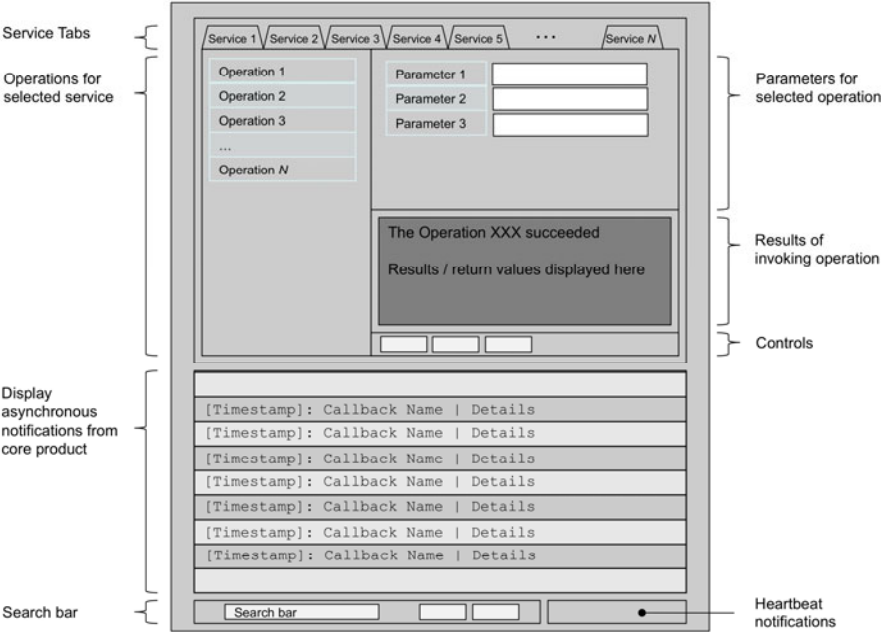 Service Tabs
Service 1
Service 2
Service 3
Service 4
Service 5
...
Service N
Operations for
selected service
Operation 1
Operation 2
Operation 3
...
Operation N
Parameter 1
Parameter 2
Parameter 3
Parameters for
selected operation
The Operation XXX succeeded
Results / return values displayed here
Results of
invoking operation
Controls
Display
asynchronous
notifications from
core product
[Timestamp]: Callback Name | Details
[Timestamp]: Callback Name | Details
[Timestamp]: Callback Name | Details
[Timestamp]: Callback Name | Details
[Timestamp]: Callback Name | Details
[Timestamp]: Callback Name | Details
[Timestamp]: Callback Name | Details
Search bar
Search bar
Heartbeat
notifications